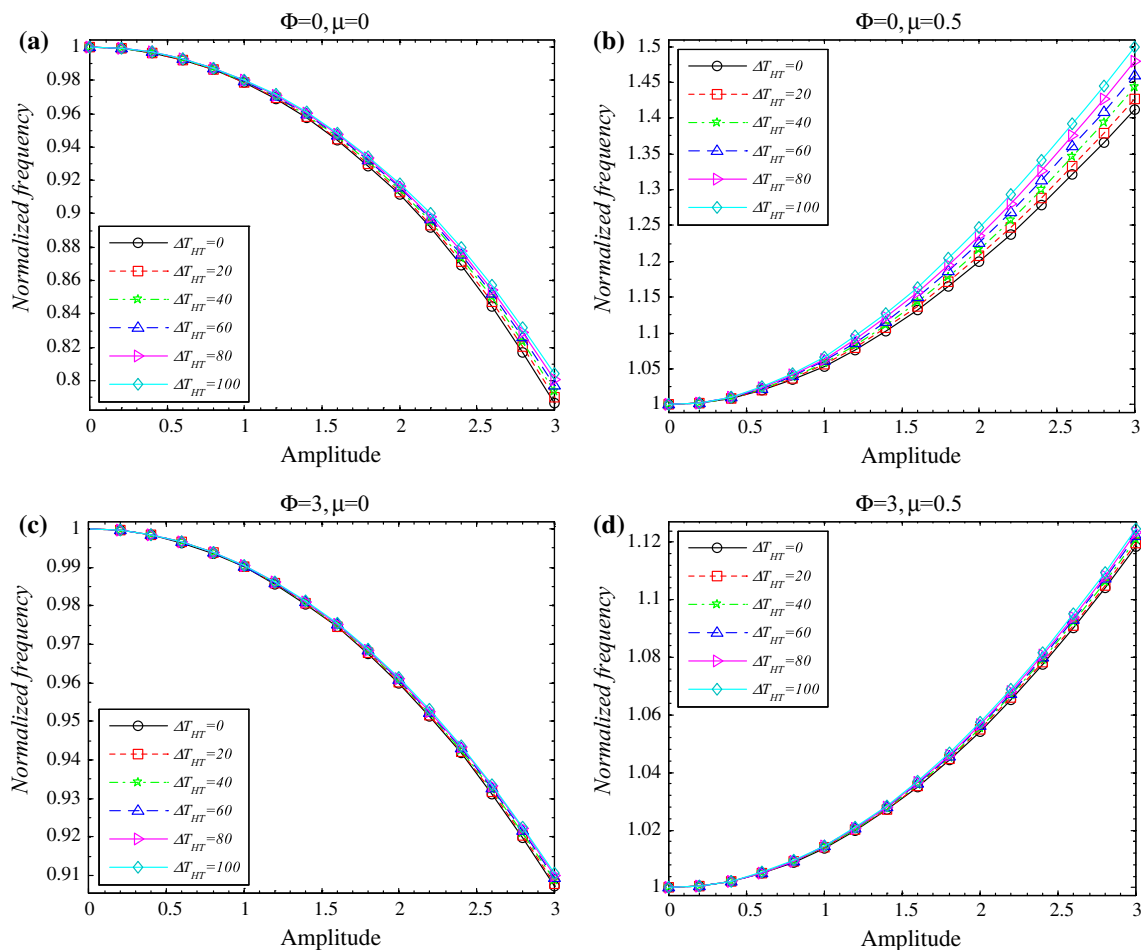 Φ=0, μ=0
(a)
1
0.98
0.96
0.94
0.92
0.9
0.88
0.86
0.84
0.82
0.8
Normalized frequency
ΔT_HT=0
ΔT_HT=20
ΔT_HT=40
ΔT_HT=60
ΔT_HT=80
ΔT_HT=100
0 0.5 1 1.5 2 2.5 3
Amplitude
Φ=0, μ=0.5
(b)
1.5
1.45
1.4
1.35
1.3
1.25
1.2
1.15
1.1
1.05
1
Normalized frequency
ΔT_HT=0
ΔT_HT=20
ΔT_HT=40
ΔT_HT=60
ΔT_HT=80
ΔT_HT=100
0 0.5 1 1.5 2 2.5 3
Amplitude
Φ=3, μ=0
(c)
1
0.99
0.98
0.97
0.96
0.95
0.94
0.93
0.92
0.91
Normalized frequency
ΔT_HT=0
ΔT_HT=20
ΔT_HT=40
ΔT_HT=60
ΔT_HT=80
ΔT_HT=100
0 0.5 1 1.5 2 2.5 3
Amplitude
Φ=3, μ=0.5
(d)
1.12
1.1
1.08
1.06
1.04
1.02
1
Normalized frequency
ΔT_HT=0
ΔT_HT=20
ΔT_HT=40
ΔT_HT=60
ΔT_HT=80
ΔT_HT=100
0 0.5 1 1.5 2 2.5 3
Amplitude